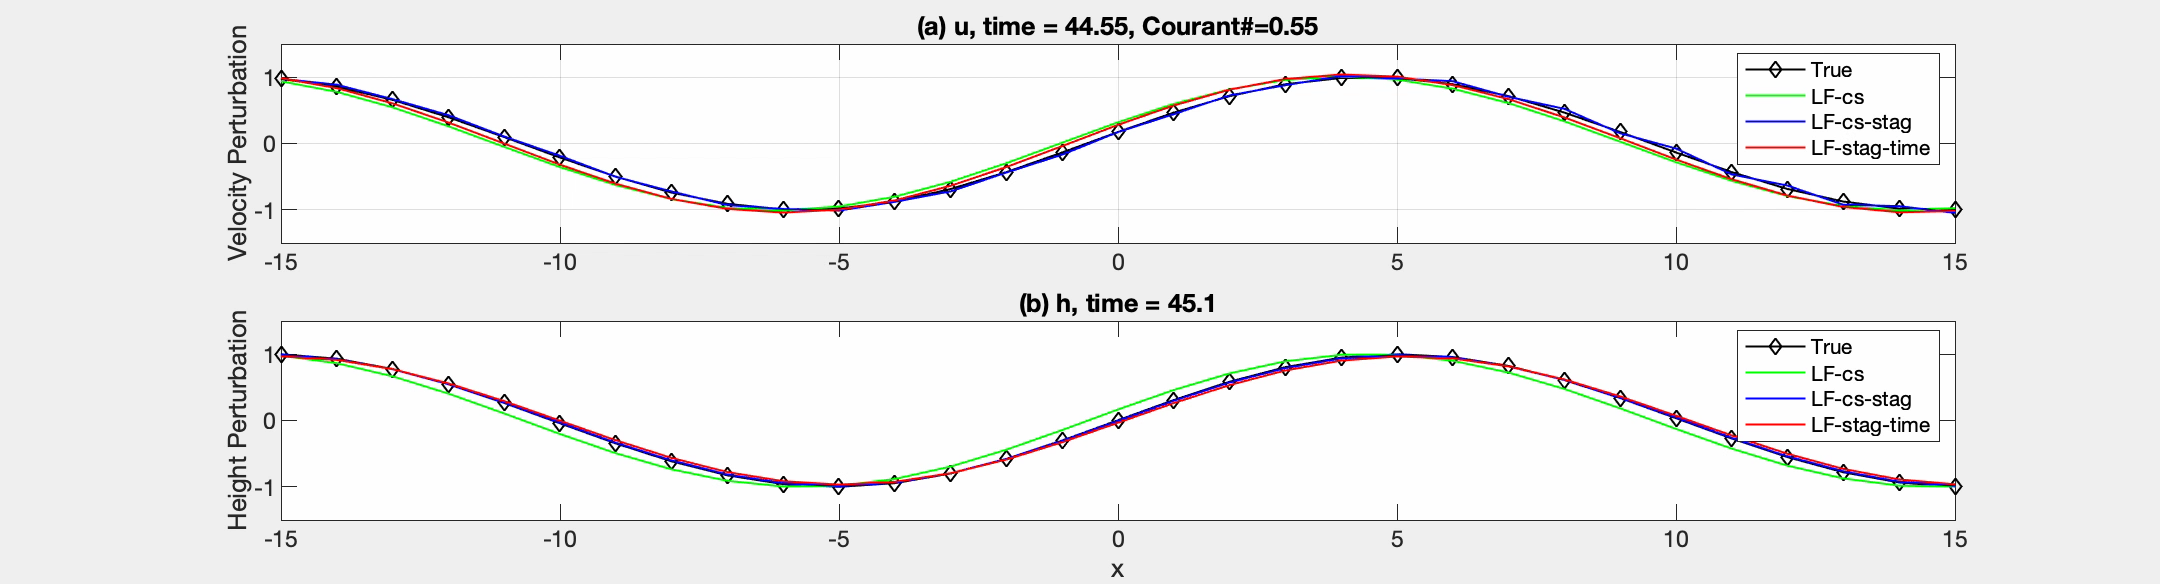 (a) u, time = 44.55, Courant#=0.55
Velocity Perturbation
1
0
-1
-15 -10 -5 0 5 10 15
True
LF-cs
LF-cs-stag
LF-stag-time
(b) h, time = 45.1
Height Perturbation
1
0
-1
-15 -10 -5 0 5 10 15
x
True
LF-cs
LF-cs-stag
LF-stag-time